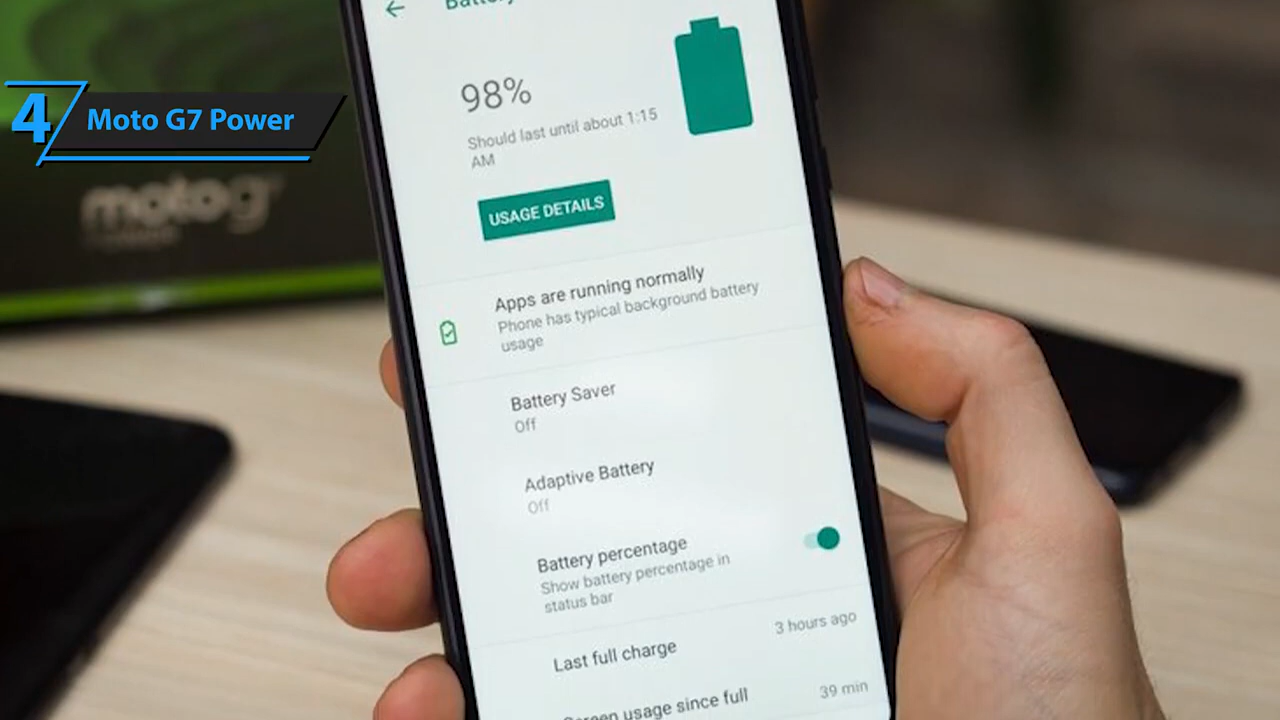 Battery
98%
Should last until about 1:15
AM
USAGE DETAILS
4
Moto G7 Power
moto g7
Apps are running normally
Phone has typical background battery
usage
Battery Saver
Off
Adaptive Battery
Off
Battery percentage
Show battery percentage in
status bar
Last full charge
3 hours ago
Screen usage since full
39 min